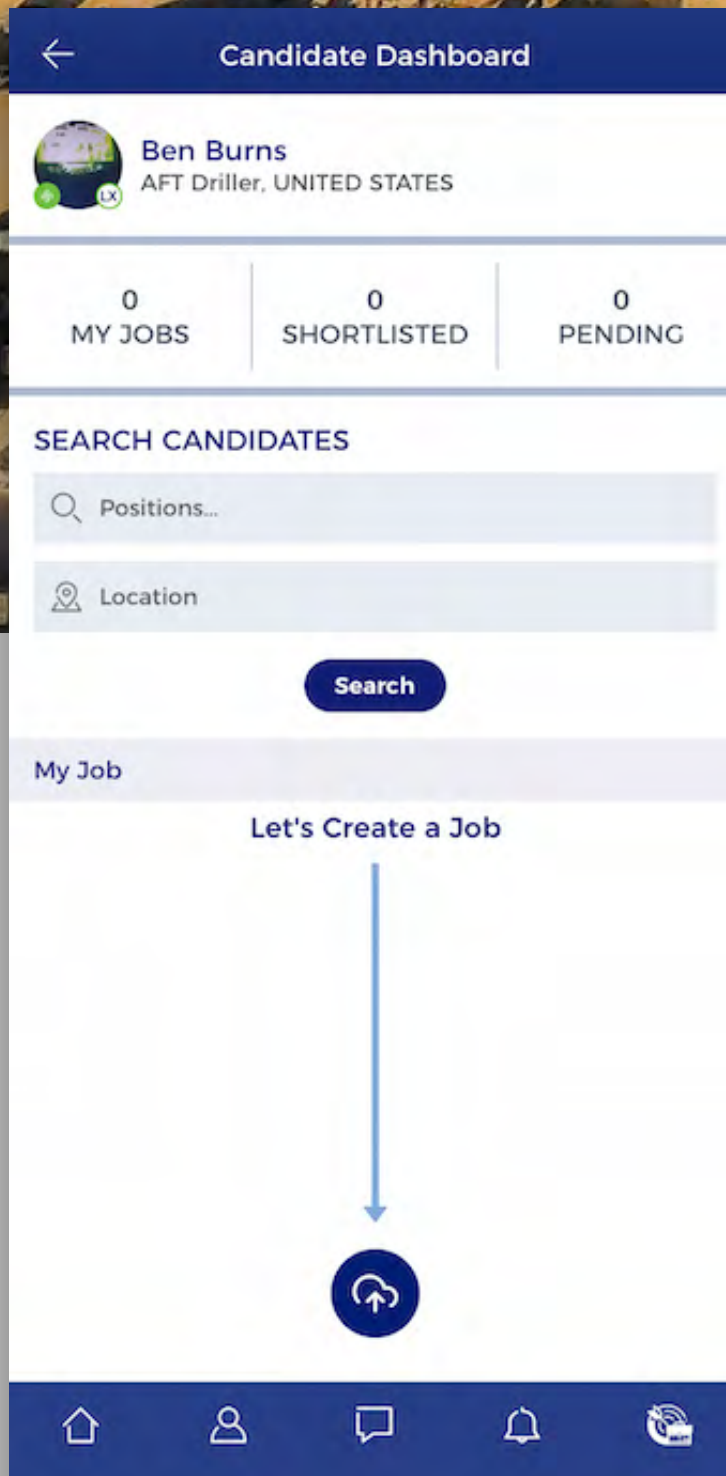 Candidate Dashboard
Ben Burns
AFT Driller, UNITED STATES
LX
0
MY JOBS
0
SHORTLISTED
0
PENDING
SEARCH CANDIDATES
Positions...
Location
Search
My Job
Let's Create a Job